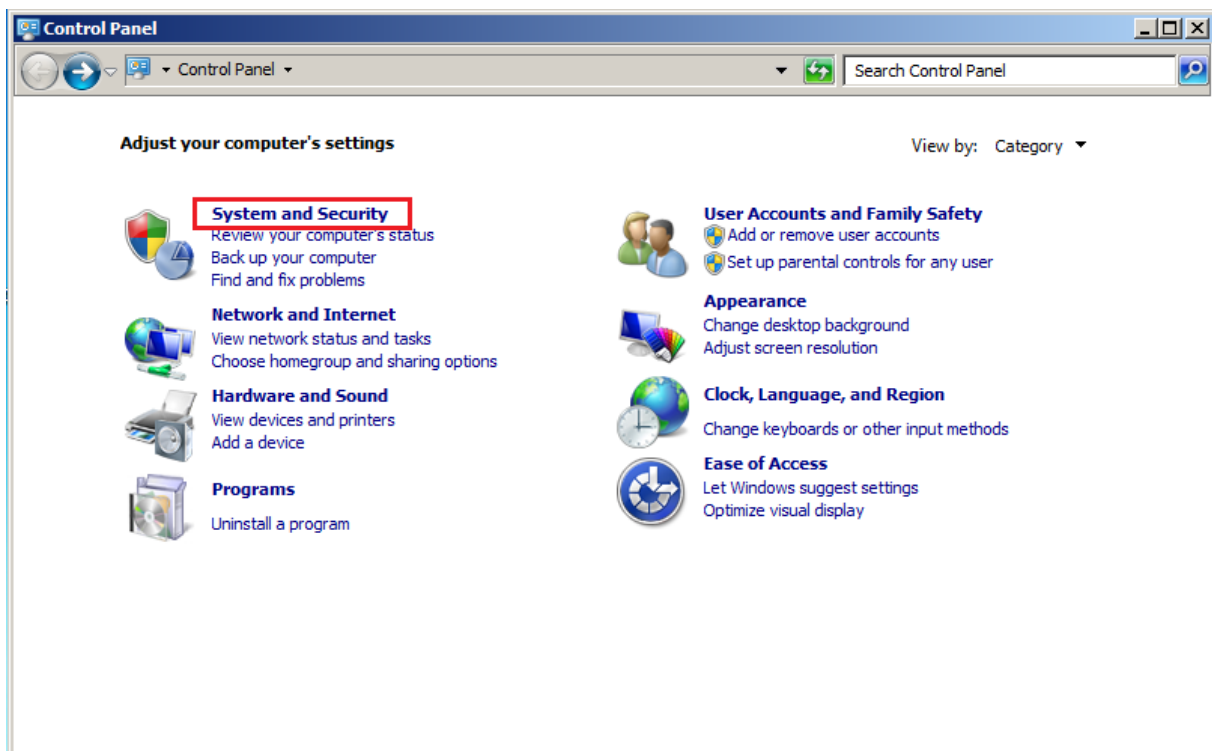 Control Panel
Control Panel
Search Control Panel
Adjust your computer's settings
View by: Category
System and Security
Review your computer's status
Back up your computer
Find and fix problems
Network and Internet
View network status and tasks
Choose homegroup and sharing options
Hardware and Sound
View devices and printers
Add a device
Programs
Uninstall a program
User Accounts and Family Safety
Add or remove user accounts
Set up parental controls for any user
Appearance
Change desktop background
Adjust screen resolution
Clock, Language, and Region
Change keyboards or other input methods
Ease of Access
Let Windows suggest settings
Optimize visual display